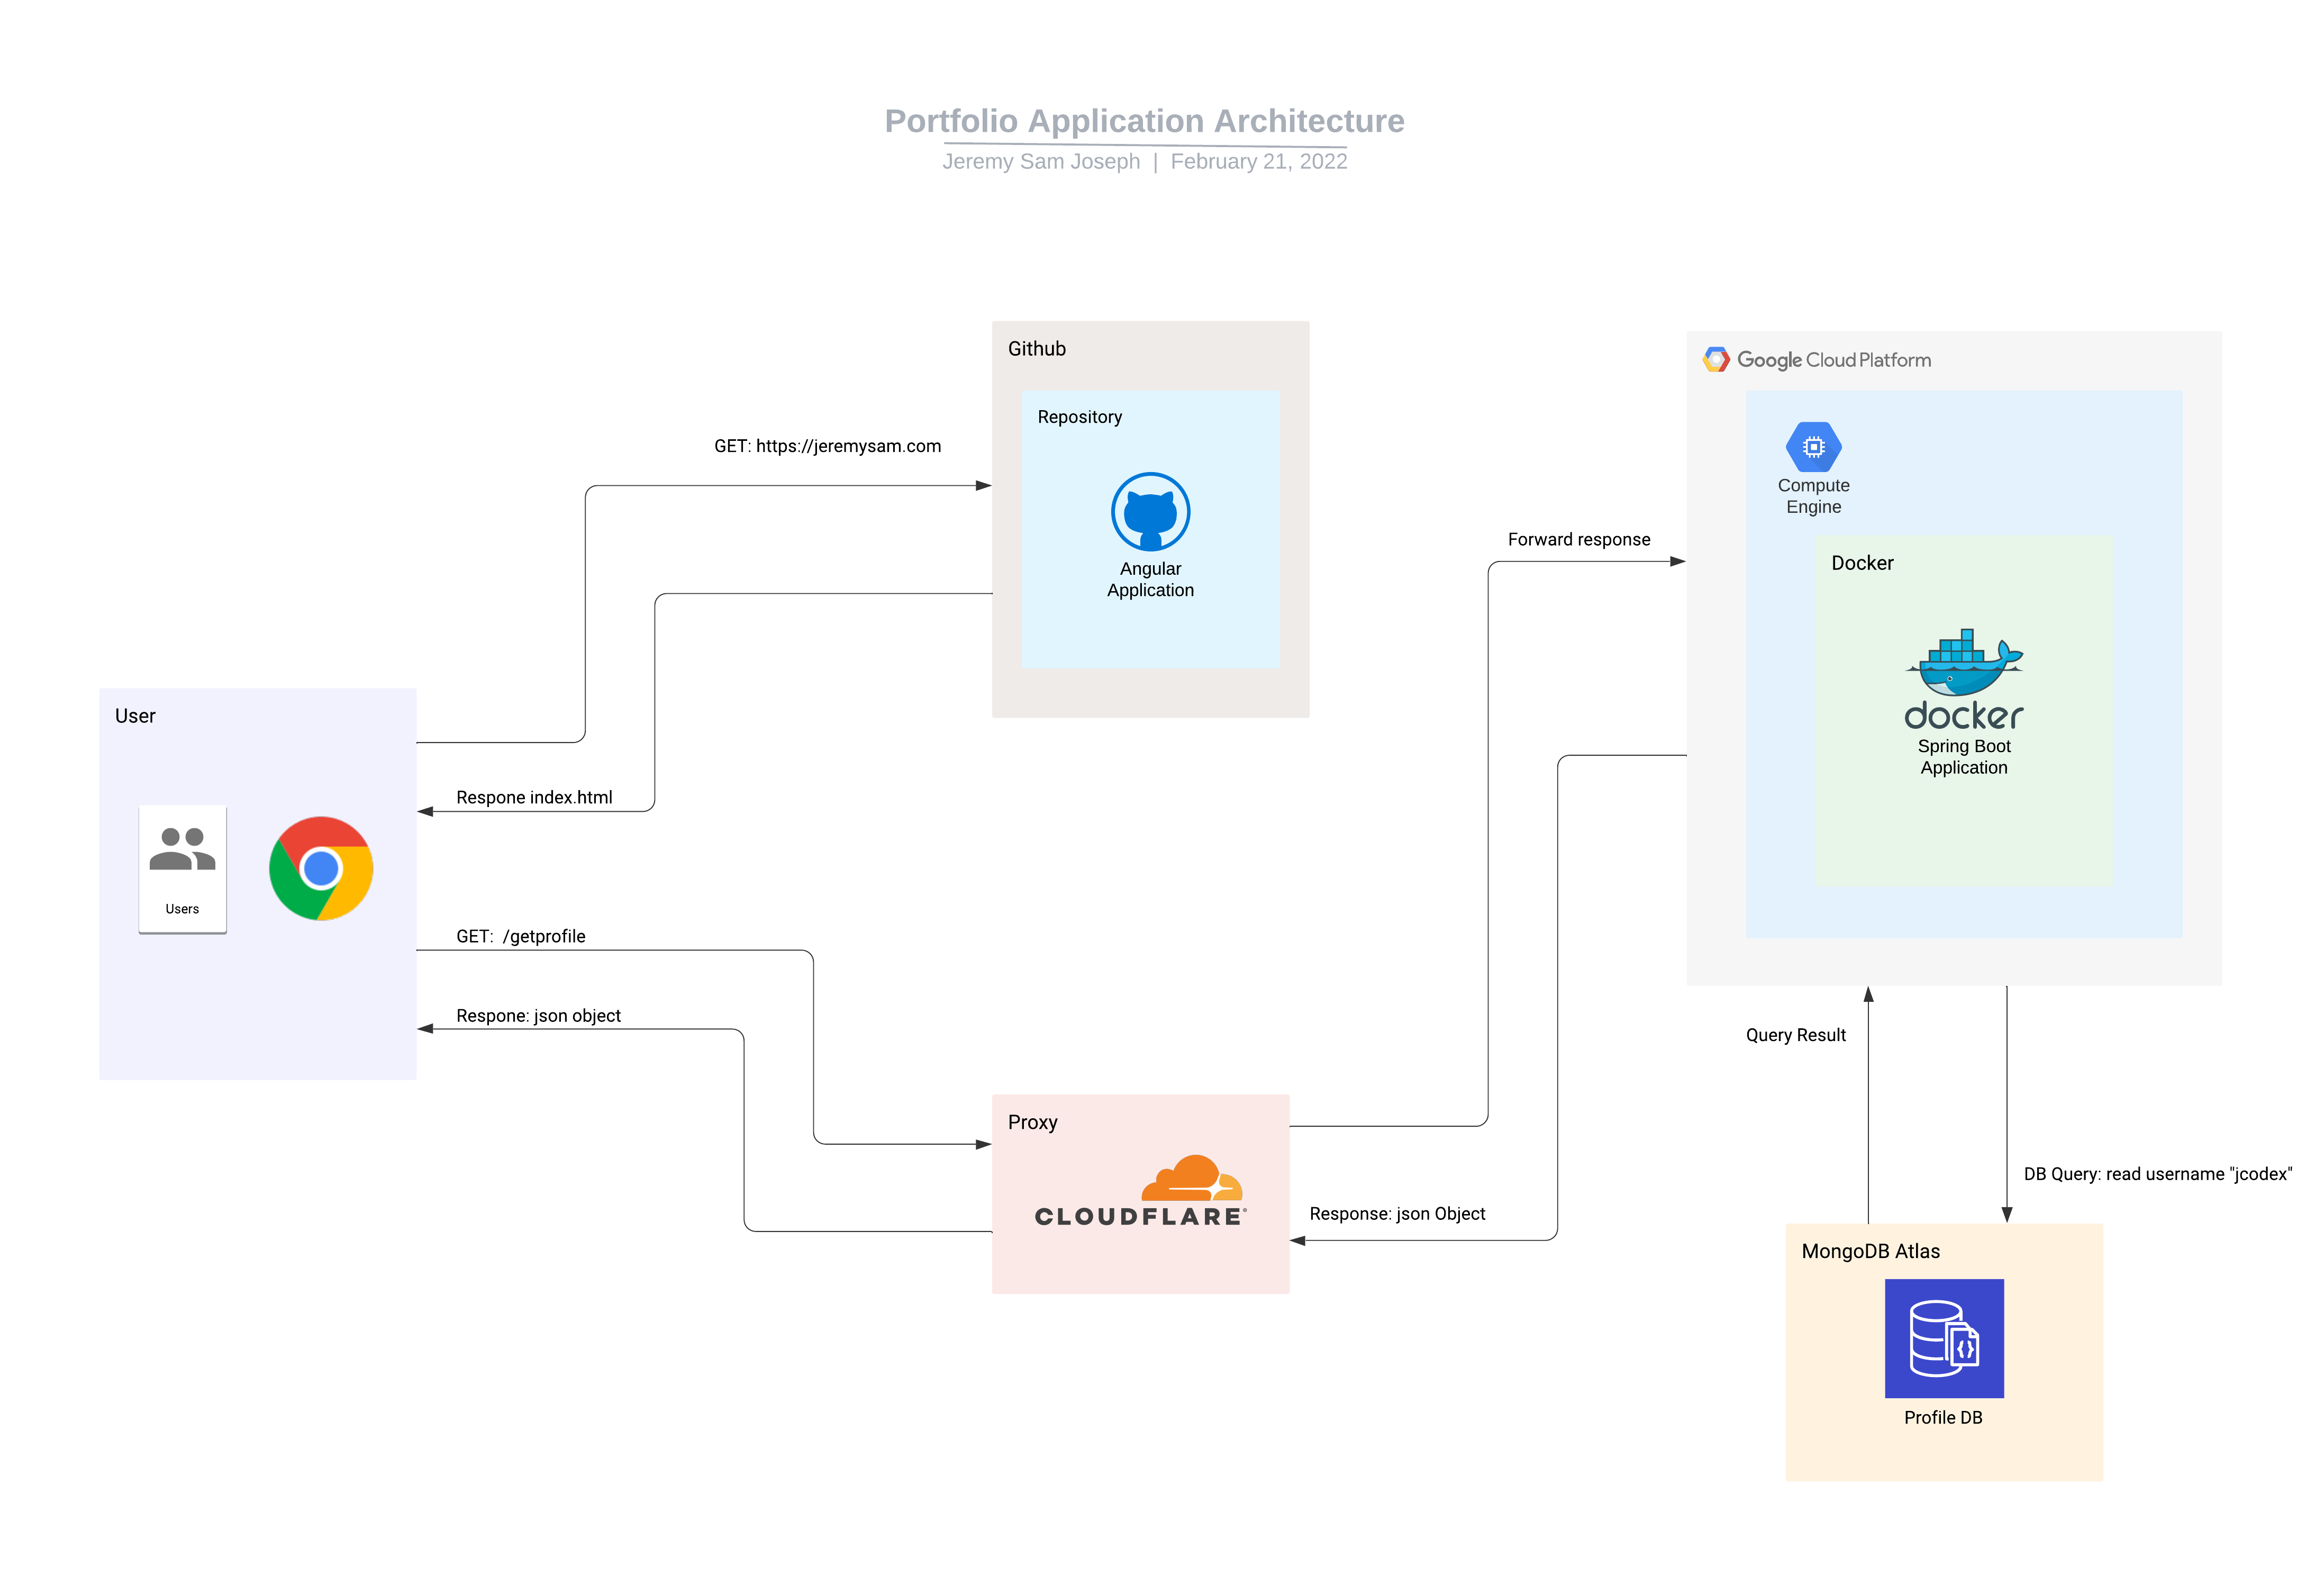 Portfolio Application Architecture
Jeremy Sam Joseph | February 21, 2022
Github
Repository
Angular
Application
GET: https://jeremysam.com
Respone index.html
User
Users
GET: /getprofile
Respone: json object
Proxy
CLOUDFLARE®
Forward response
Response: json Object
Google Cloud Platform
Compute
Engine
Docker
docker
Spring Boot
Application
Query Result
DB Query: read username "jcodex"
MongoDB Atlas
{}
Profile DB